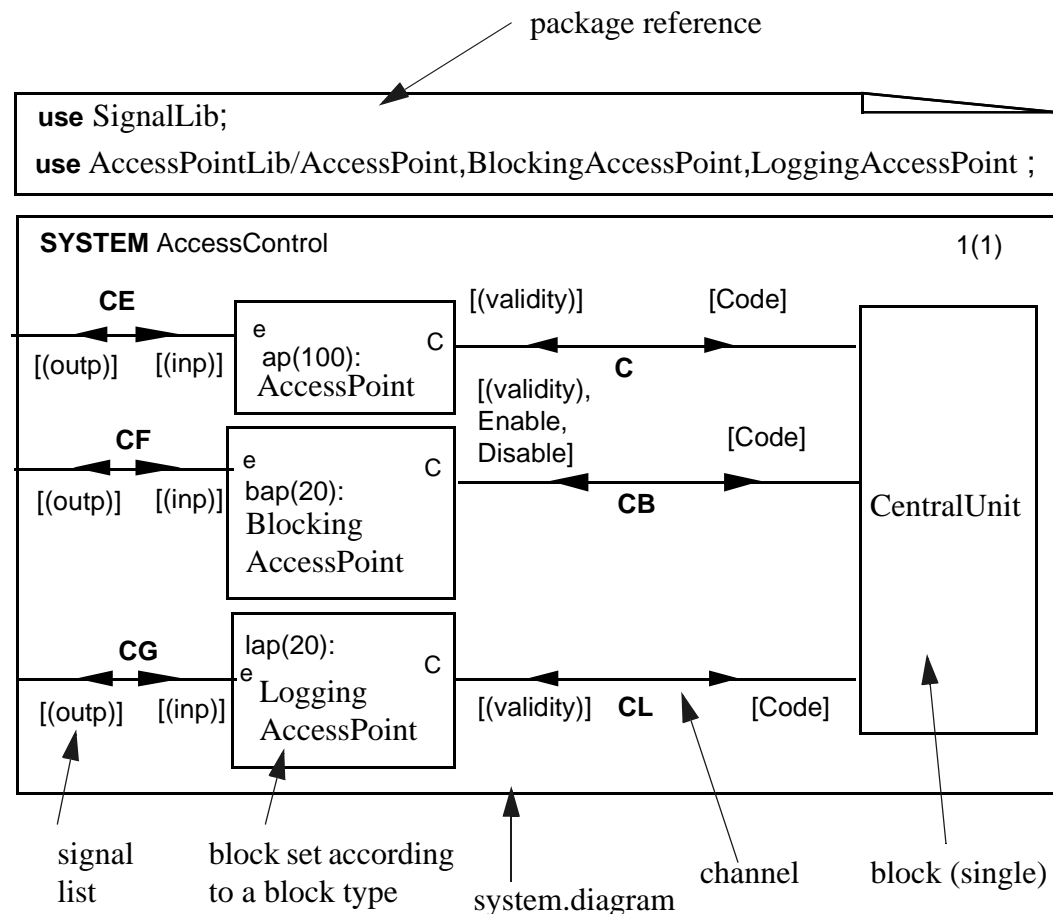 package reference
use SignalLib;
use AccessPointLib/AccessPoint,BlockingAccessPoint,LoggingAccessPoint ;
SYSTEM AccessControl
1(1)
CE
[(outp)]
[(inp)]
e
C
ap(100):
AccessPoint
[(validity)]
[Code]
C
CF
[(outp)]
[(inp)]
e
C
bap(20):
Blocking
AccessPoint
[(validity),
Enable,
Disable]
[Code]
CB
CentralUnit
CG
[(outp)]
[(inp)]
lap(20):
e
C
Logging
AccessPoint
[(validity)]
CL
[Code]
signal
list
block set according
to a block type
system.diagram
channel
block (single)